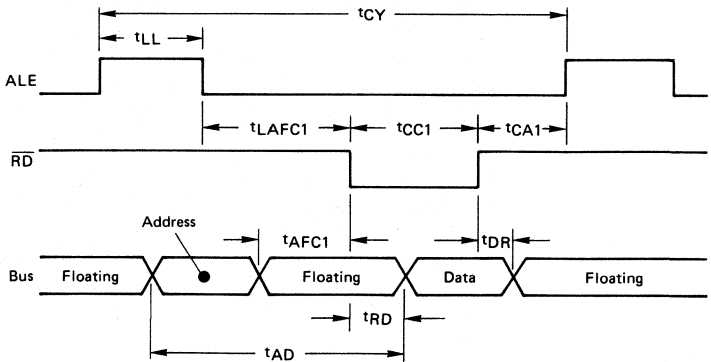 tCY
tLL
ALE
tLAFC1
tCC1
tCA1
RD
Address
tAFC1
tDR
Bus
Floating
Floating
Data
Floating
tRD
tAD